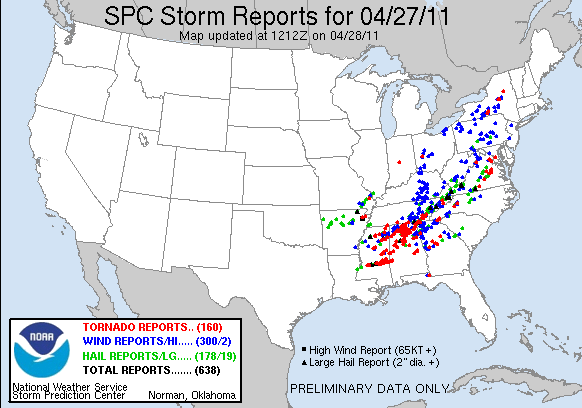 SPC Storm Reports for 04/27/11
Map updated at 1212Z on 04/28/11
NOAA
TORNADO REPORTS.. (160)
WIND REPORTS/HI..... (300/2)
HAIL REPORTS/LG..... (178/19)
TOTAL REPORTS....... (638)
National Weather Service
Storm Prediction Center Norman, Oklahoma
High Wind Report (65KT +)
Large Hail Report (2" dia. +)
PRELIMINARY DATA ONLY